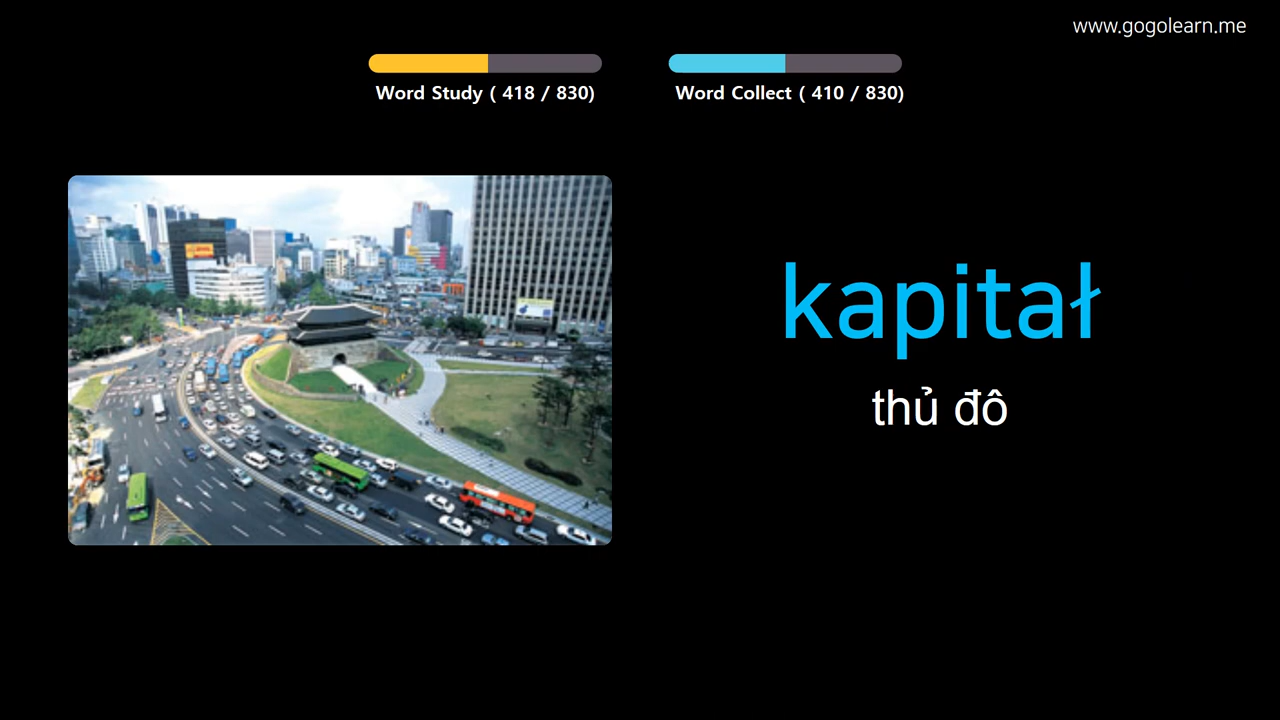 www.gogolearn.me
Word Study ( 418 / 830)
Word Collect ( 410 / 830)
kapitał
thủ đô